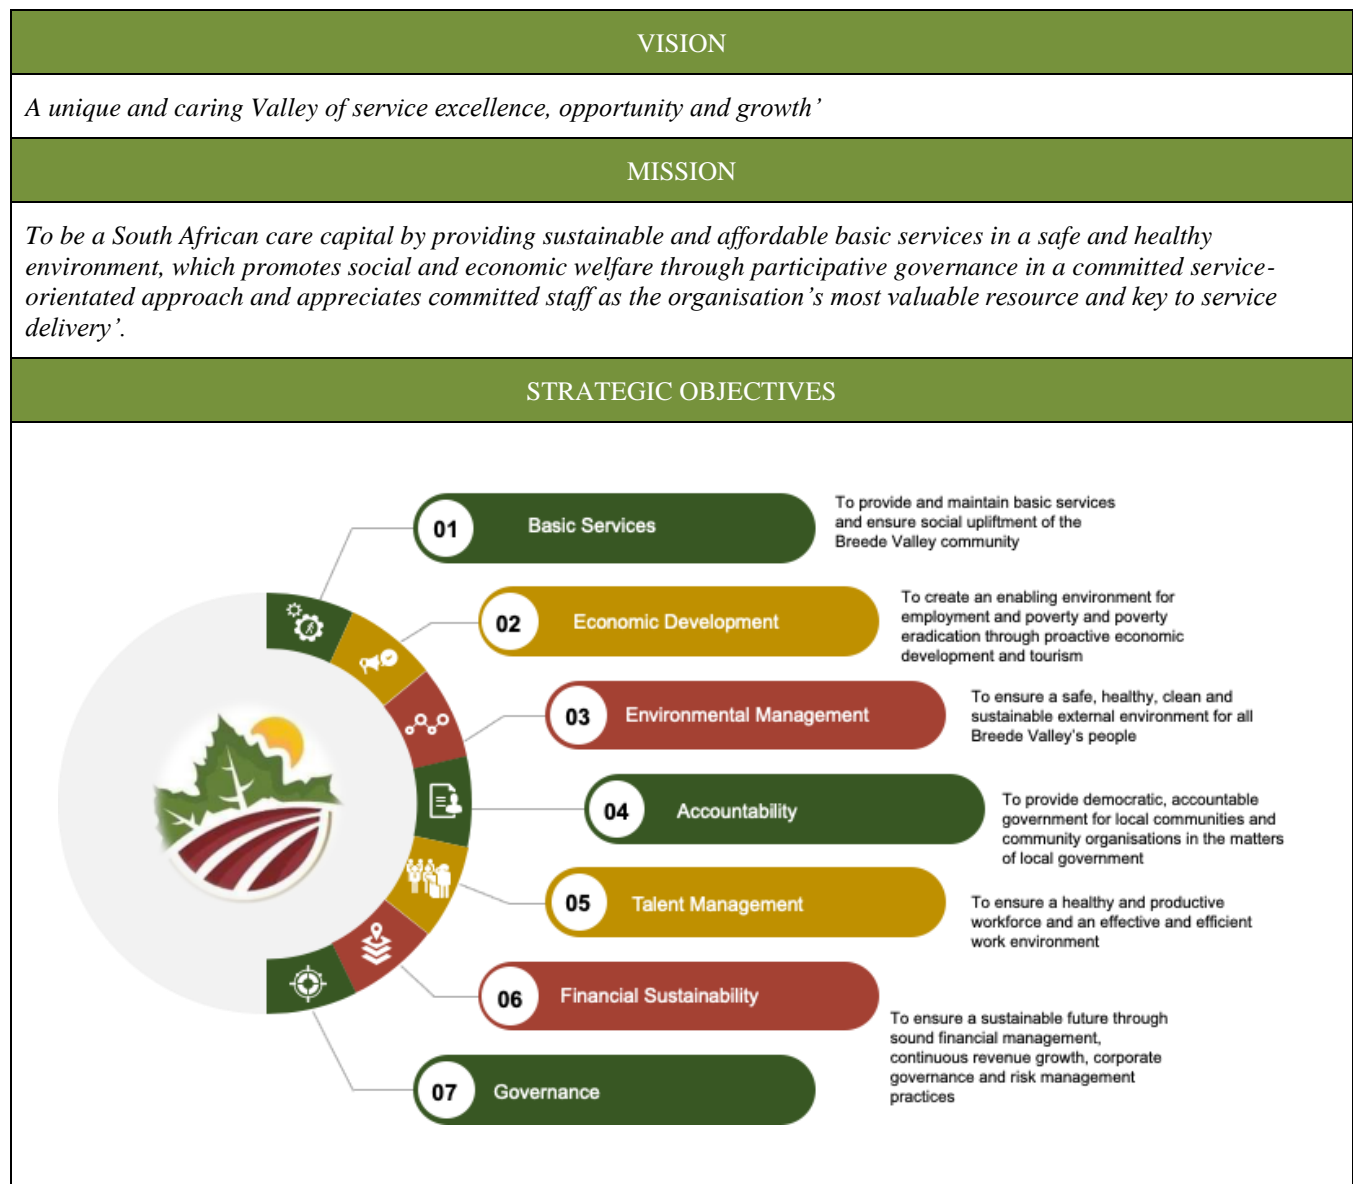 VISION
A unique and caring Valley of service excellence, opportunity and growth’
MISSION
To be a South African care capital by providing sustainable and affordable basic services in a safe and healthy
environment, which promotes social and economic welfare through participative governance in a committed service-
orientated approach and appreciates committed staff as the organisation’s most valuable resource and key to service
delivery’.
STRATEGIC OBJECTIVES
01
Basic Services
To provide and maintain basic services
and ensure social upliftment of the
Breede Valley community
02
Economic Development
To create an enabling environment for
employment and poverty and poverty
eradication through proactive economic
development and tourism
03
Environmental Management
To ensure a safe, healthy, clean and
sustainable external environment for all
Breede Valley’s people
04
Accountability
To provide democratic, accountable
government for local communities and
community organisations in the matters
of local government
05
Talent Management
To ensure a healthy and productive
workforce and an effective and efficient
work environment
06
Financial Sustainability
To ensure a sustainable future through
sound financial management,
continuous revenue growth, corporate
governance and risk management
practices
07
Governance